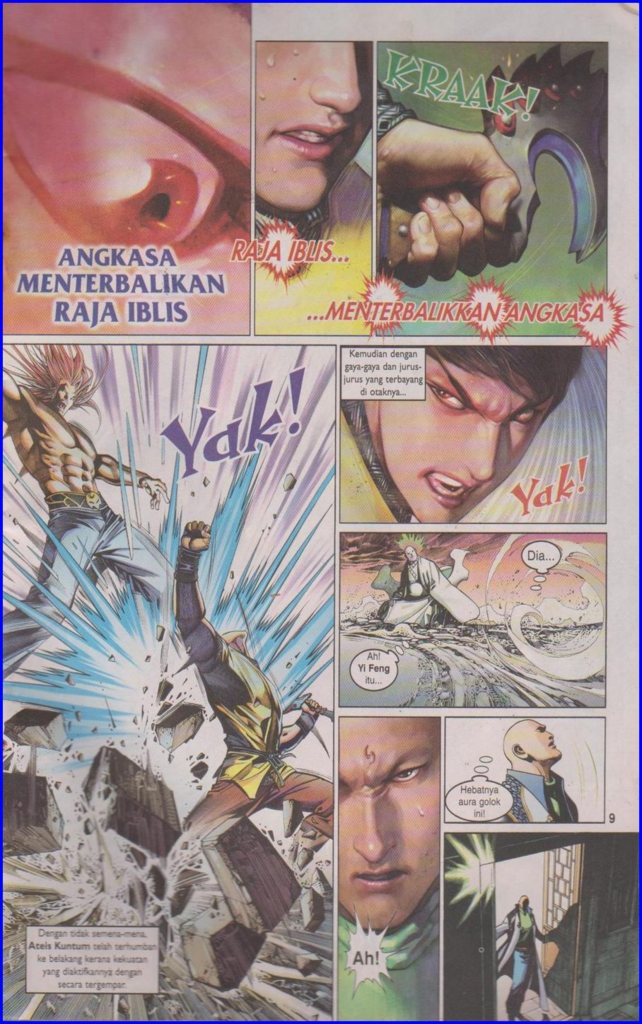 KRAAK!
ANGKASA
MENTERBALIKAN
RAJA IBLIS
RAJA IBLIS...
...MENTERBALIKKAN ANGKASA
Yak!
Kemudian dengan
gaya-gaya dan jurus-
jurus yang terbayang
di otaknya...
Yak!
Dia...
Ah!
Yi Feng
itu...
Hebatnya
aura golok
ini!
9
Ah!
Dengan tidak semena-mena,
Ateis Kuntum telah terhumban
ke belakang kerana kekuatan
yang diaktifkannya dengan
secara tergempar.